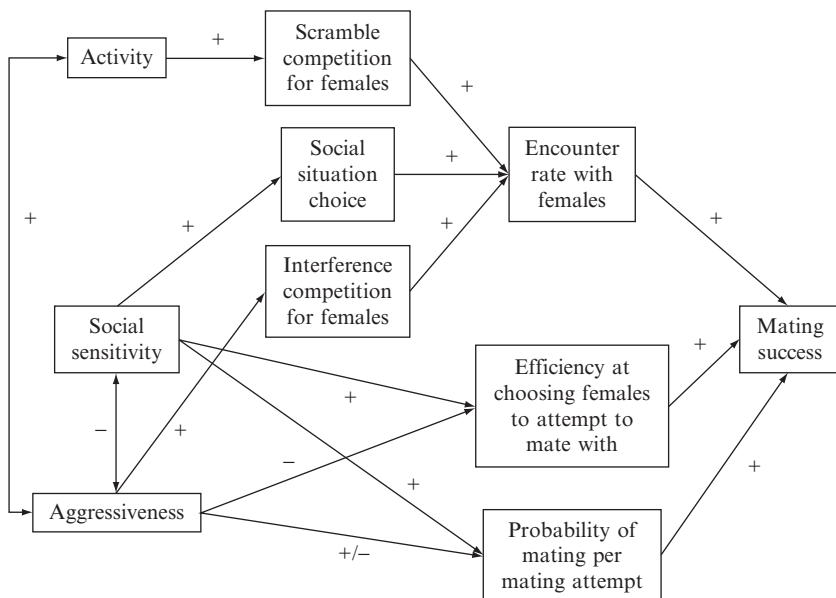 Activity
+
Scramble
competition
for females
+
Social
situation
choice
+
Encounter
rate with
females
+
+
+
+
Interference
competition
for females
Social
sensitivity
Mating
success
+
Efficiency at
choosing females
to attempt to
mate with
+
–
+
–
+
+
Aggressiveness
+/–
Probability of
mating per
mating attempt